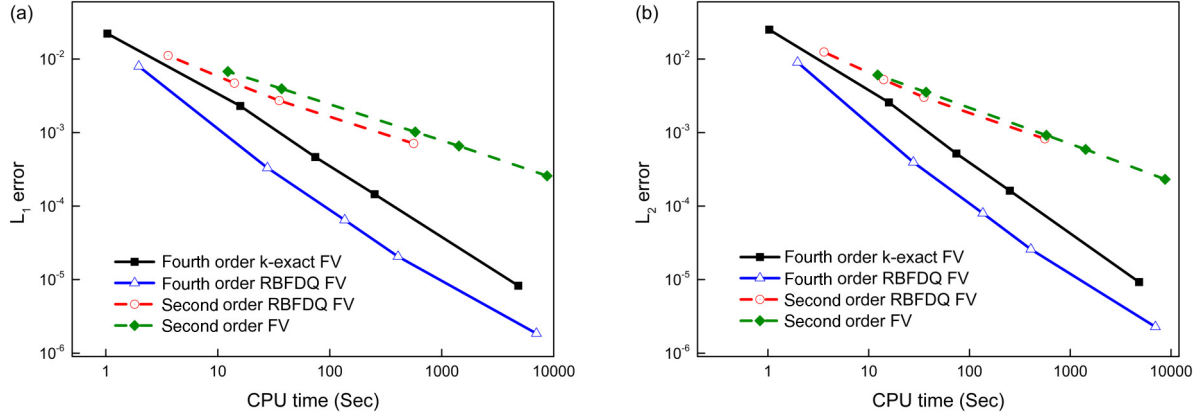 (a)
10⁻²
10⁻³
10⁻⁴
10⁻⁵
10⁻⁶
L₁ error
Fourth order k-exact FV
Fourth order RBFDQ FV
Second order RBFDQ FV
Second order FV
1
10
100
1000
10000
CPU time (Sec)
(b)
10⁻²
10⁻³
10⁻⁴
10⁻⁵
10⁻⁶
L₂ error
Fourth order k-exact FV
Fourth order RBFDQ FV
Second order RBFDQ FV
Second order FV
1
10
100
1000
10000
CPU time (Sec)